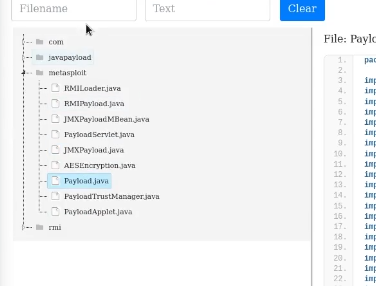 Filename
Text
Clear
com
javapayload
metasploit
RMILoader.java
RMIPayload.java
JMXPayloadMBean.java
PayloadServlet.java
JMXPayload.java
AESEncryption.java
Payload.java
PayloadTrustManager.java
PayloadApplet.java
rmi
File: Paylo
1. pac
2.
3. imp
4. imp
5. imp
6. imp
7. imp
8. imp
9. imp
10. imp
11. imp
12. imp
13. imp
14. imp
15. imp
16. imp
17. imp
18. imp
19. imp
20. imp
21. imp
22. imp